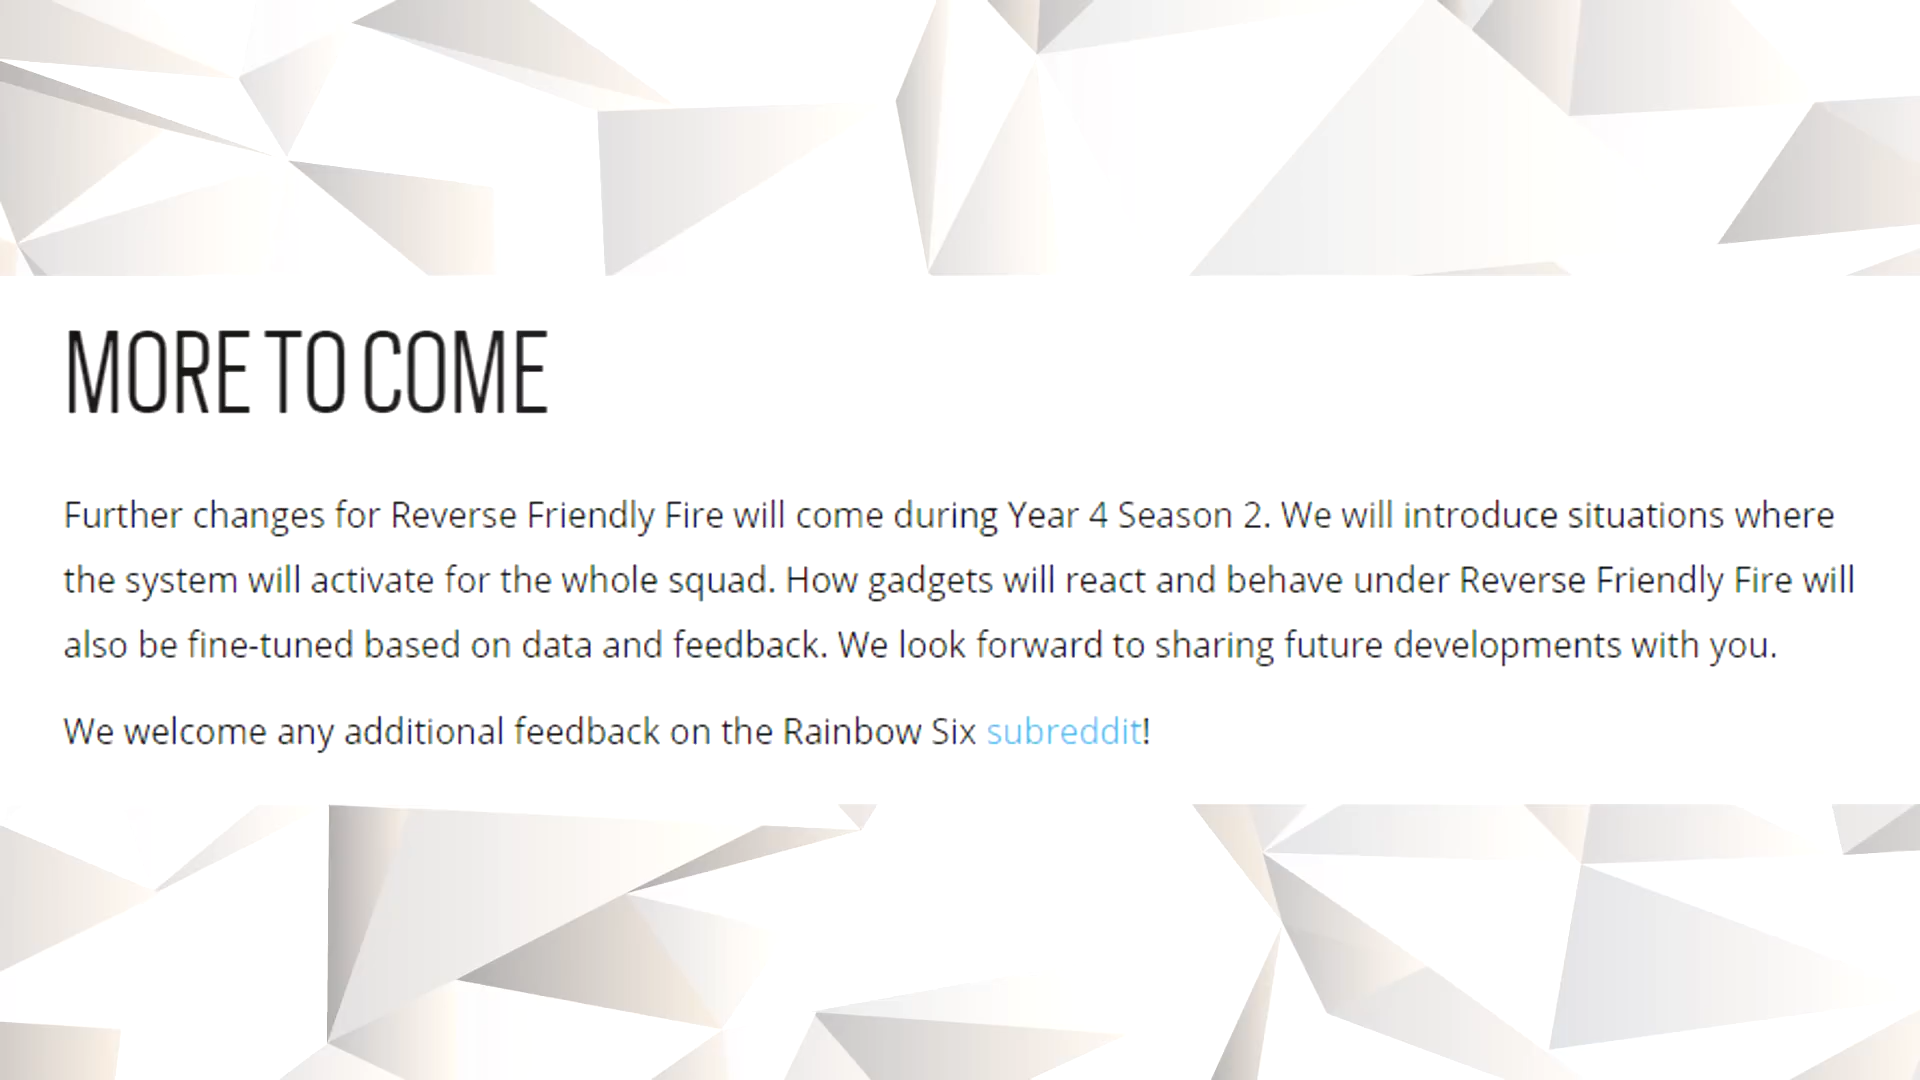 MORE TO COME
Further changes for Reverse Friendly Fire will come during Year 4 Season 2. We will introduce situations where
the system will activate for the whole squad. How gadgets will react and behave under Reverse Friendly Fire will
also be fine-tuned based on data and feedback. We look forward to sharing future developments with you.
We welcome any additional feedback on the Rainbow Six subreddit!